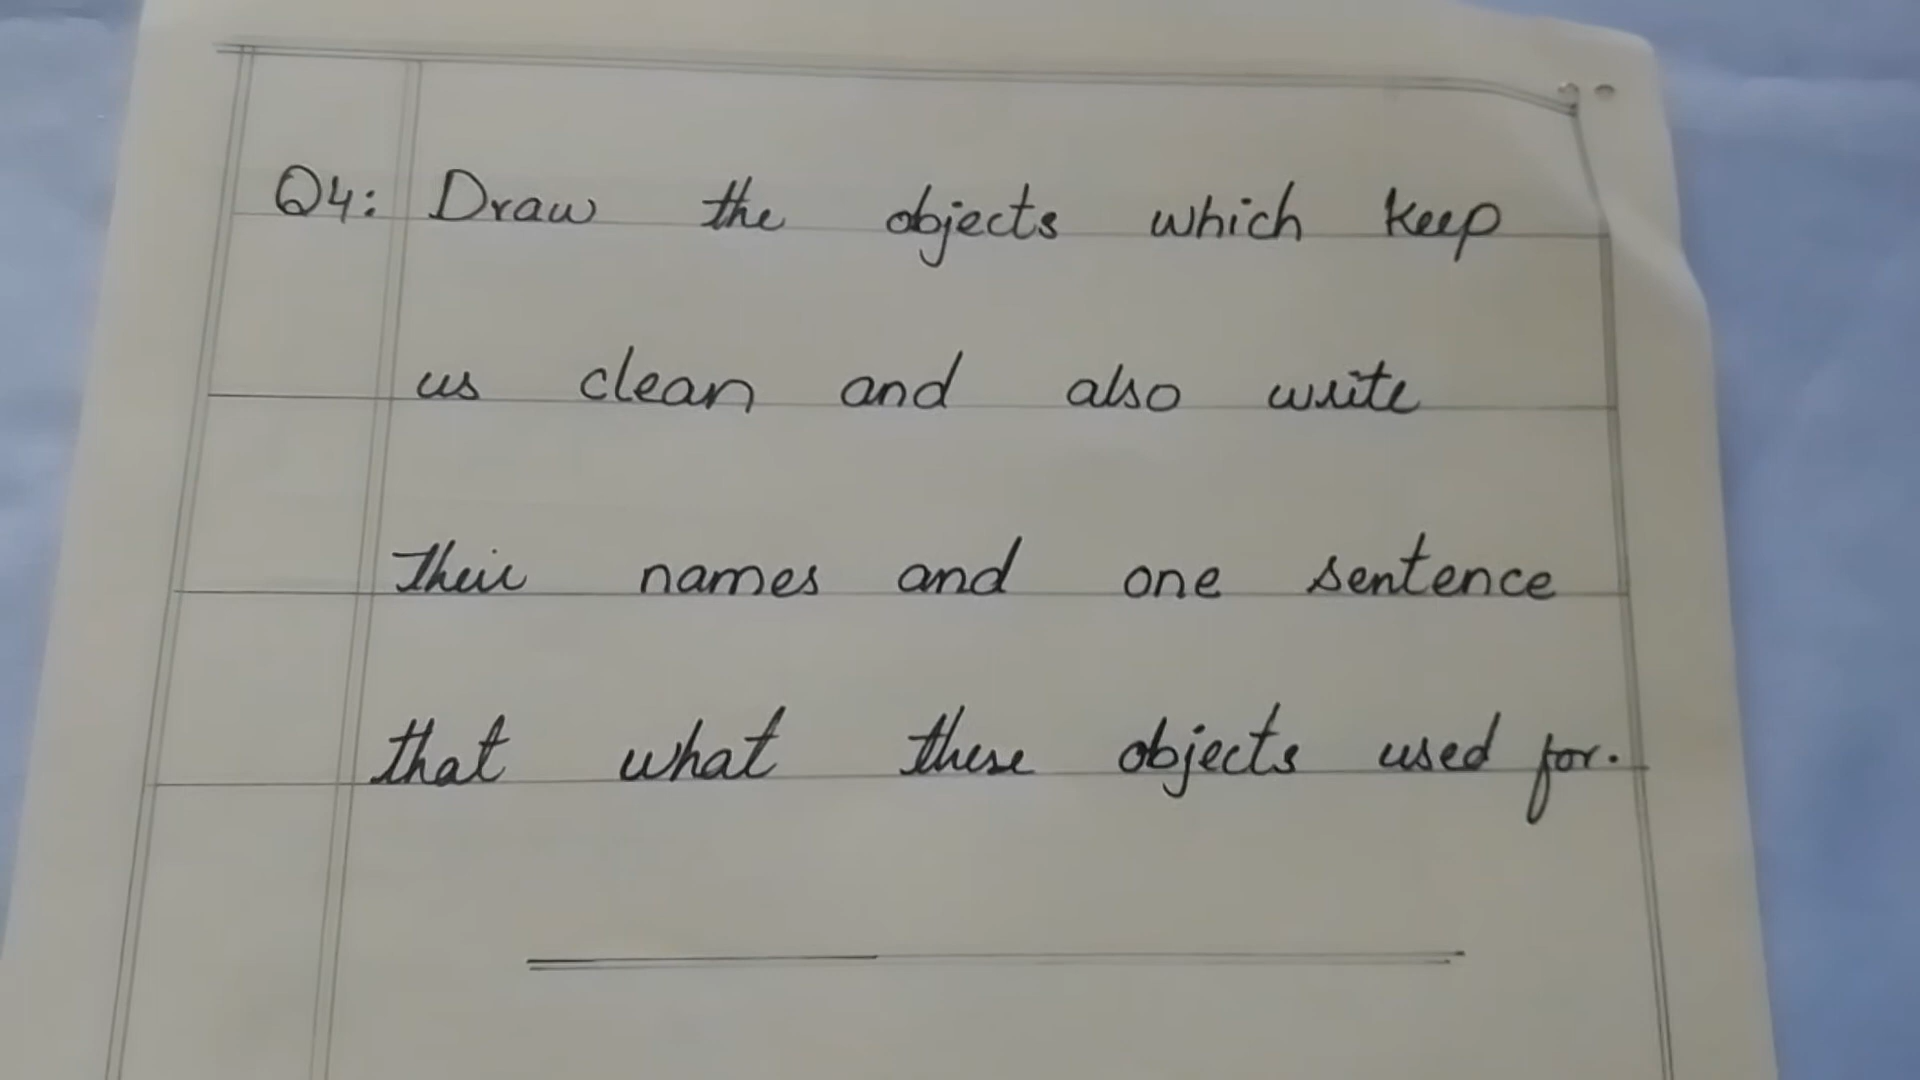 Q4: Draw the objects which keep
us clean and also write
their names and one sentence
that what these objects used for.